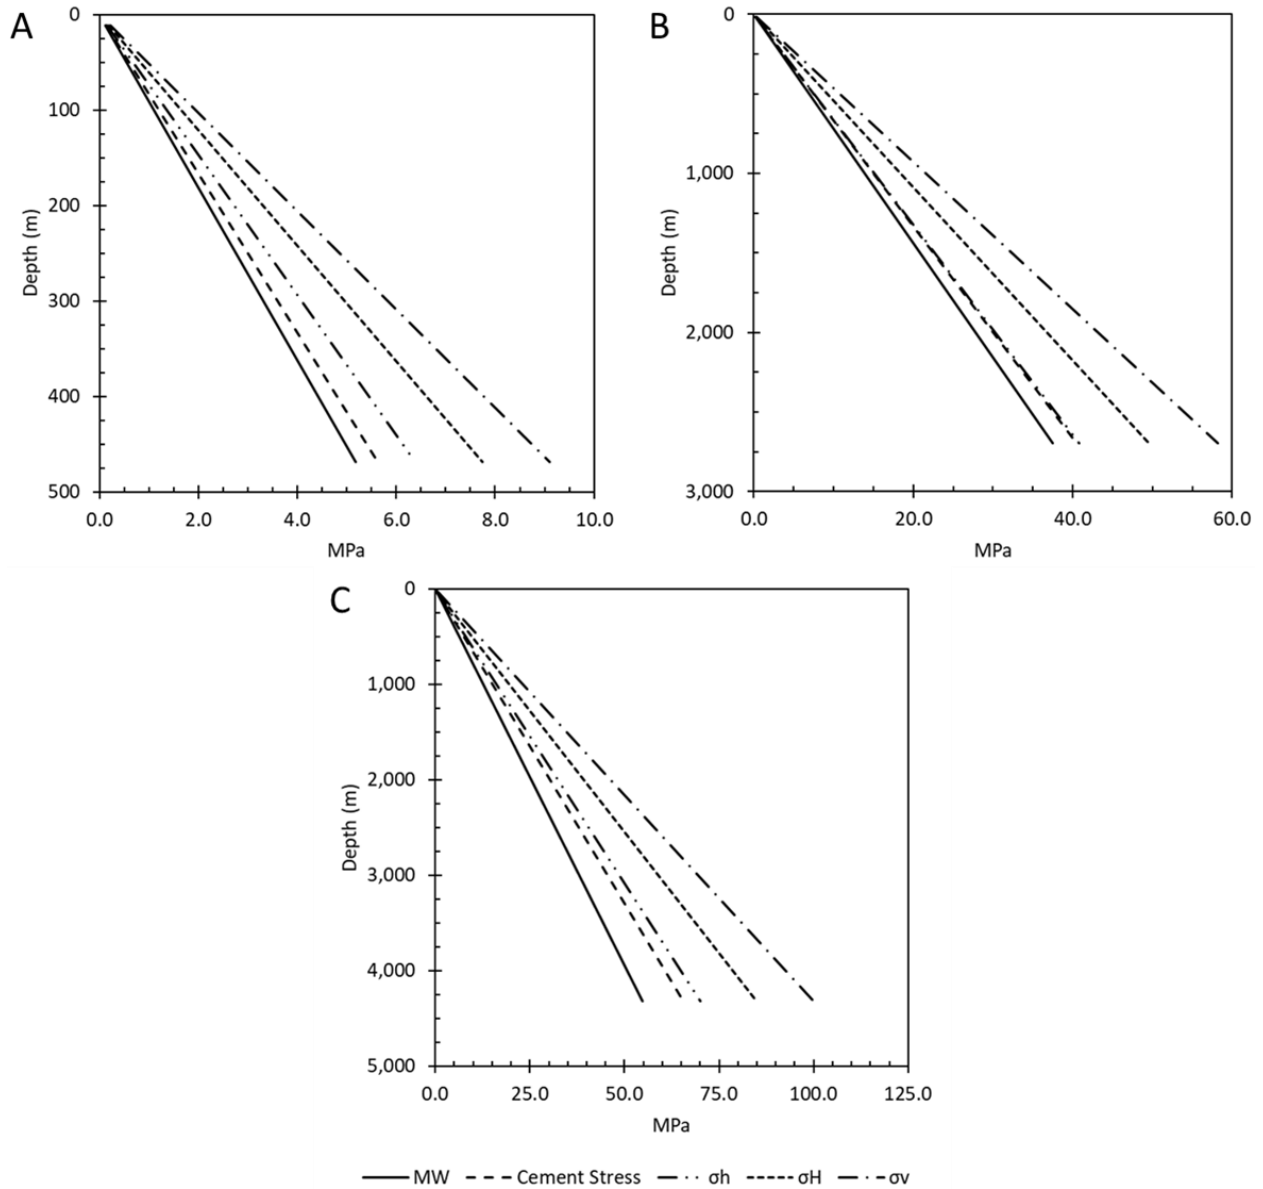 A
0
100
200
300
400
500
Depth (m)
0.0 2.0 4.0 6.0 8.0 10.0
MPa
B
0
1,000
2,000
3,000
Depth (m)
0.0 20.0 40.0 60.0
MPa
C
0
1,000
2,000
3,000
4,000
5,000
Depth (m)
0.0 25.0 50.0 75.0 100.0 125.0
MPa
MW Cement Stress σh σH σv